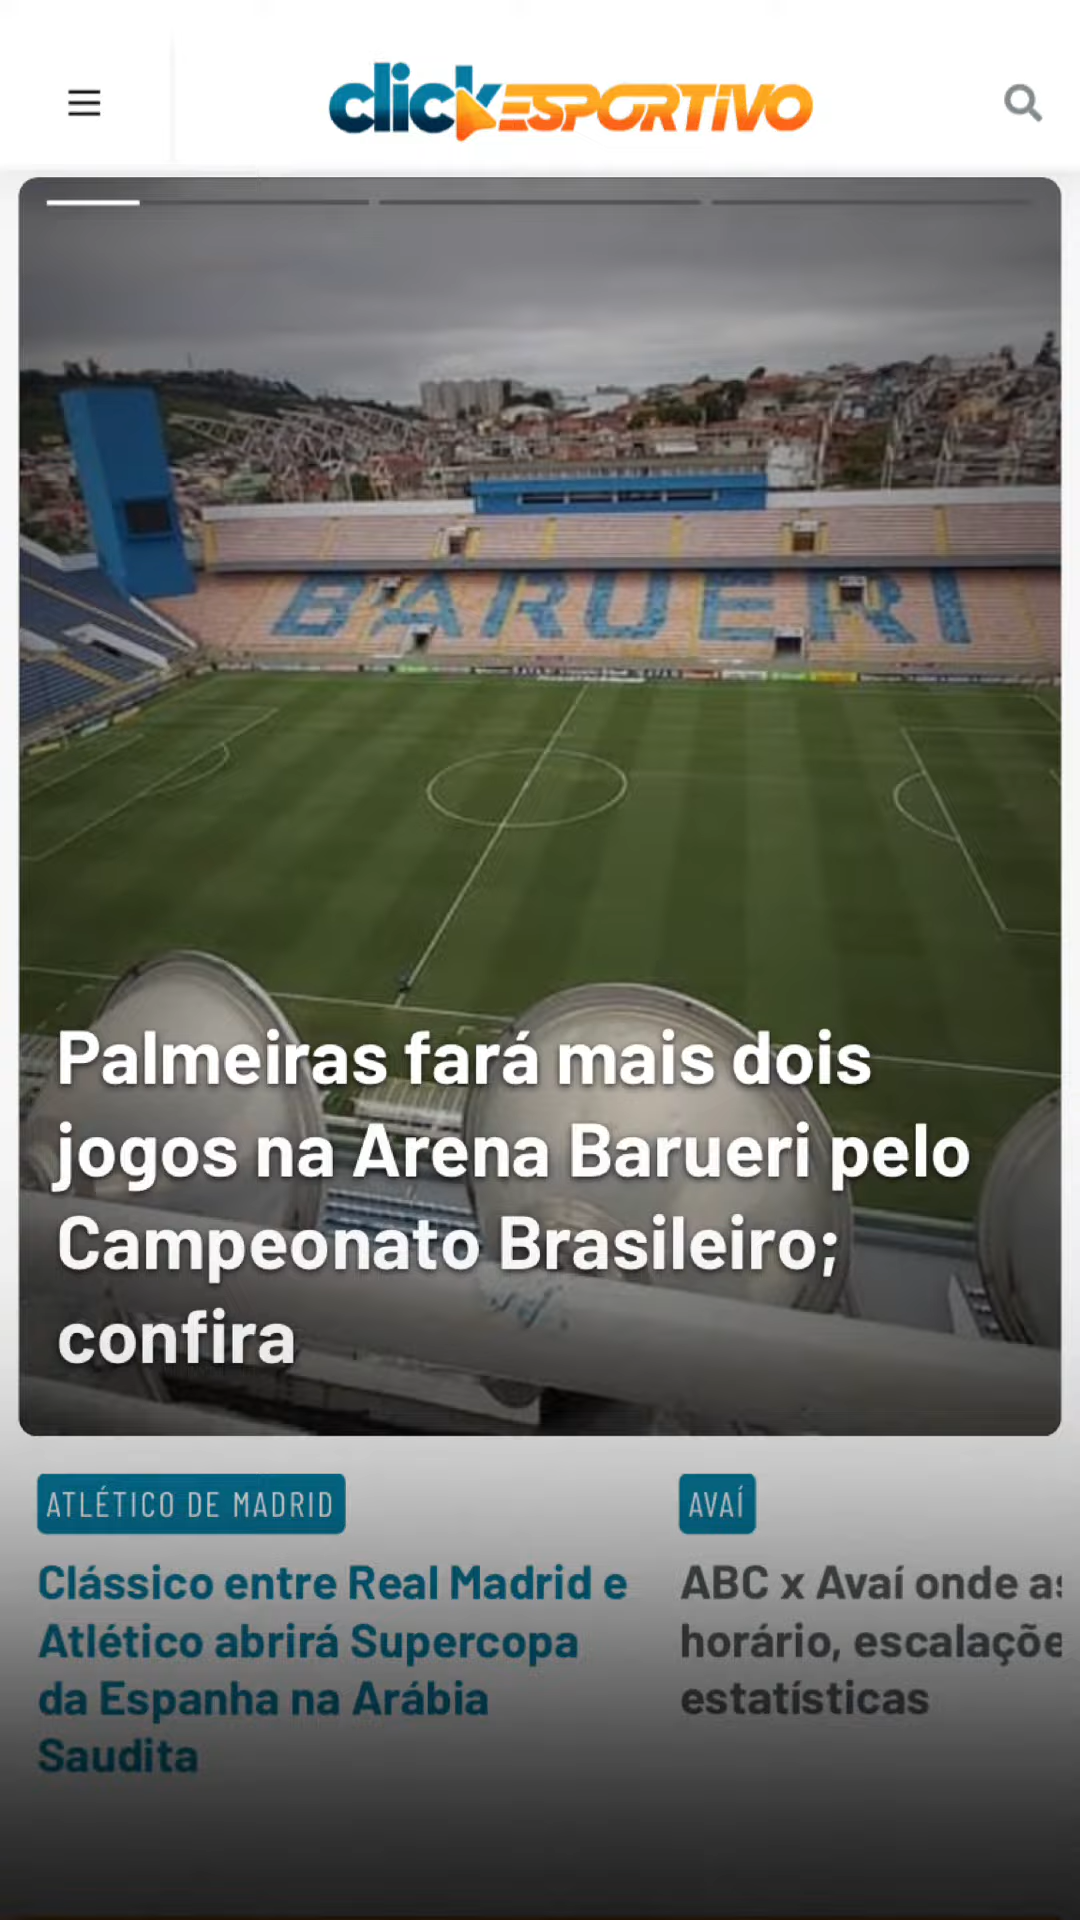 clickESPORTIVO
BARUERI
Palmeiras fará mais dois
jogos na Arena Barueri pelo
Campeonato Brasileiro;
confira
ATLÉTICO DE MADRID
Clássico entre Real Madrid e
Atlético abrirá Supercopa
da Espanha na Arábia
Saudita
AVAÍ
ABC x Avaí onde
horário,
estatísticas